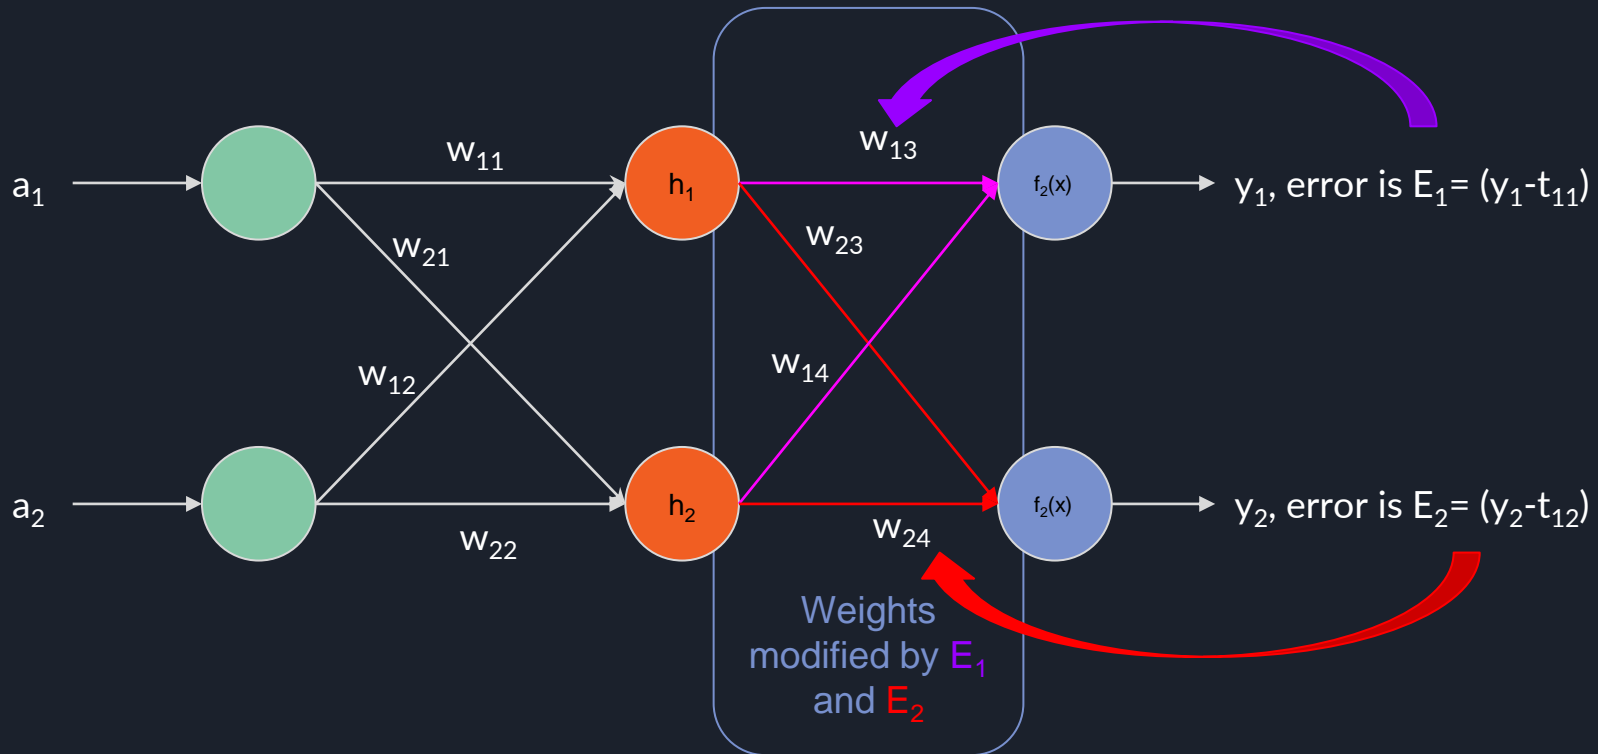 w₁₃
w₁₁
a₁
h₁
f₂(x)
y₁, error is E₁= (y₁-t₁₁)
w₂₁
w₂₃
w₁₂
w₁₄
a₂
h₂
f₂(x)
y₂, error is E₂= (y₂-t₁₂)
w₂₂
w₂₄
Weights
modified by E₁
and E₂